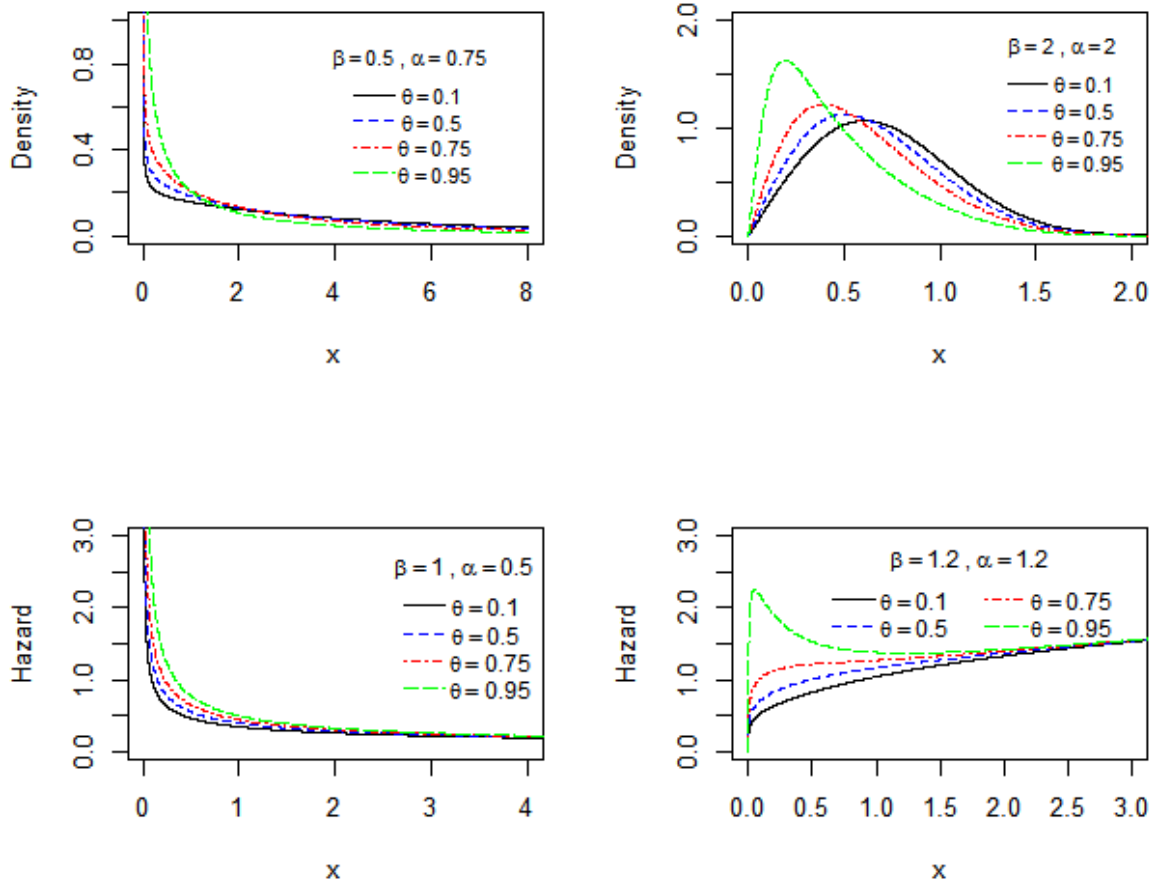 Density
0.0 0.4 0.8
β = 0.5 , α = 0.75
θ = 0.1
θ = 0.5
θ = 0.75
θ = 0.95
0 2 4 6 8
x
Density
0.0 1.0 2.0
β = 2 , α = 2
θ = 0.1
θ = 0.5
θ = 0.75
θ = 0.95
0.0 0.5 1.0 1.5 2.0
x
Hazard
0.0 1.0 2.0 3.0
β = 1 , α = 0.5
θ = 0.1
θ = 0.5
θ = 0.75
θ = 0.95
0 1 2 3 4
x
Hazard
0.0 1.0 2.0 3.0
β = 1.2 , α = 1.2
θ = 0.1 θ = 0.75
θ = 0.5 θ = 0.95
0.0 0.5 1.0 1.5 2.0 2.5 3.0
x